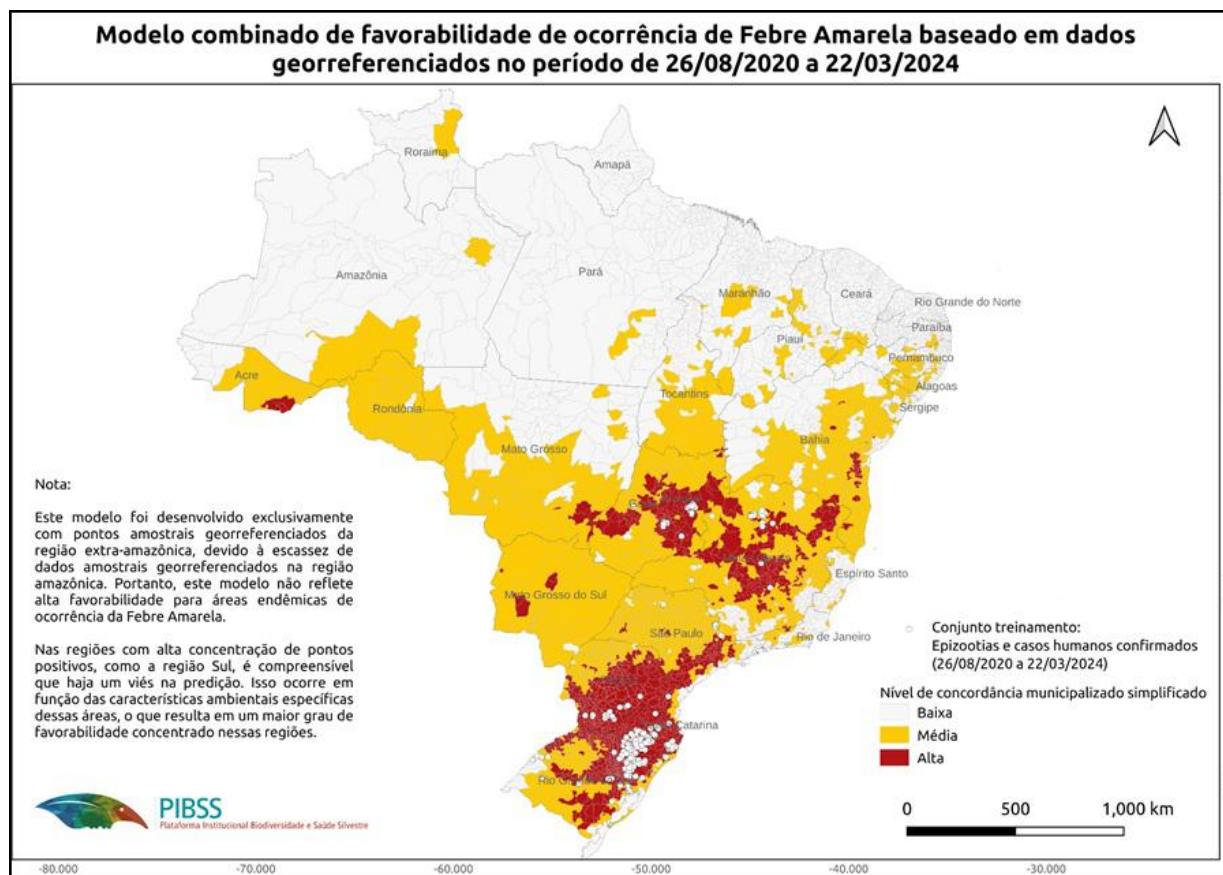 Modelo combinado de favorabilidade de ocorrência de Febre Amarela baseado em dados
georreferenciados no período de 26/08/2020 a 22/03/2024
Roraima
Amapá
Amazônia
Pará
Maranhão
Ceará
Rio Grande do Norte
Paraíba
Piauí
Pernambuco
Acre
Alagoas
Tocantins
Sergipe
Rondônia
Bahia
Mato Grosso
Espírito Santo
Mato Grosso do Sul
São Paulo
Rio de Janeiro
Catarina
Rio Grande
Nota:
Este modelo foi desenvolvido exclusivamente
com pontos amostrais georreferenciados da
região extra-amazônica, devido à escassez de
dados amostrais georreferenciados na região
amazônica. Portanto, este modelo não reflete
alta favorabilidade para áreas endêmicas de
ocorrência da Febre Amarela.
Nas regiões com alta concentração de pontos
positivos, como a região Sul, é compreensível
que haja um viés na predição. Isso ocorre em
função das características ambientais específicas
dessas áreas, o que resulta em um maior grau de
favorabilidade concentrado nessas regiões.
Conjunto treinamento:
Epizootias e casos humanos confirmados
(26/08/2020 a 22/03/2024)
Nível de concordância municipalizado simplificado
Baixa
Média
Alta
PIBSS
Plataforma Institucional Biodiversidade e Saúde Silvestre
0 500 1,000 km
-80.000 -70.000 -60.000 -50.000 -40.000 -30.000